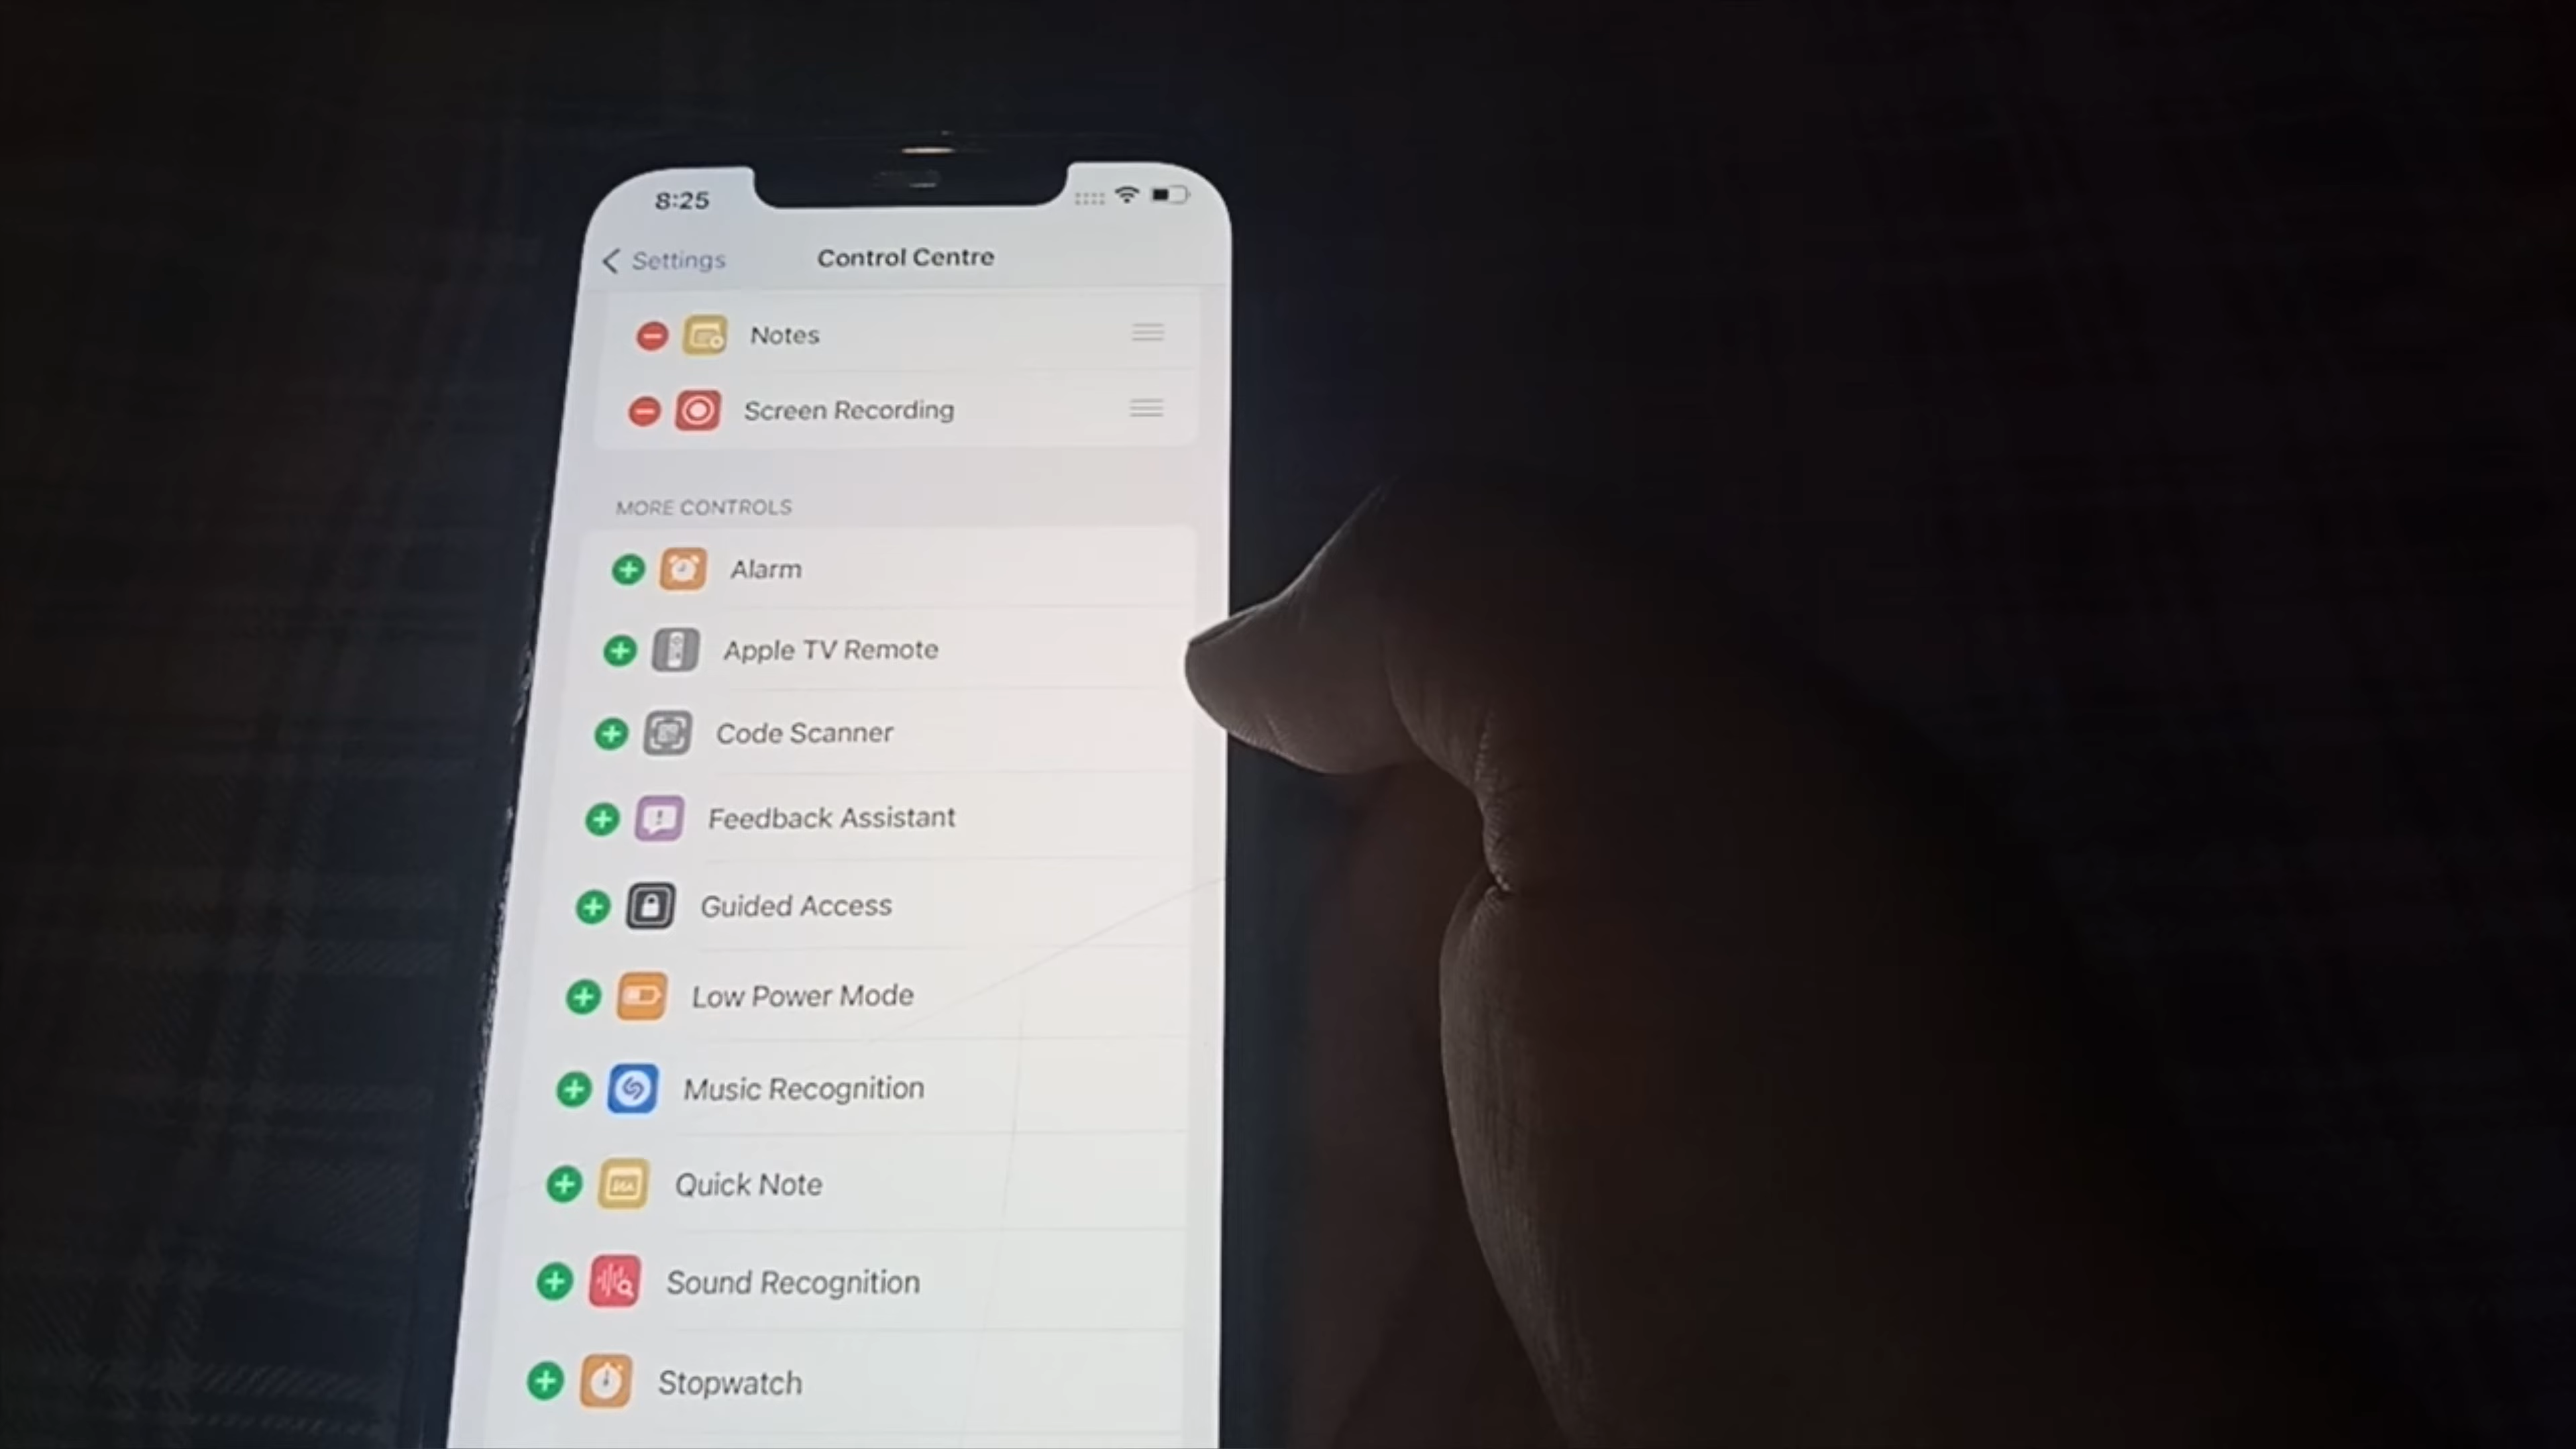 8:25
Settings
Control Centre
Notes
Screen Recording
MORE CONTROLS
Alarm
Apple TV Remote
Code Scanner
Feedback Assistant
Guided Access
Low Power Mode
Music Recognition
Quick Note
Sound Recognition
Stopwatch